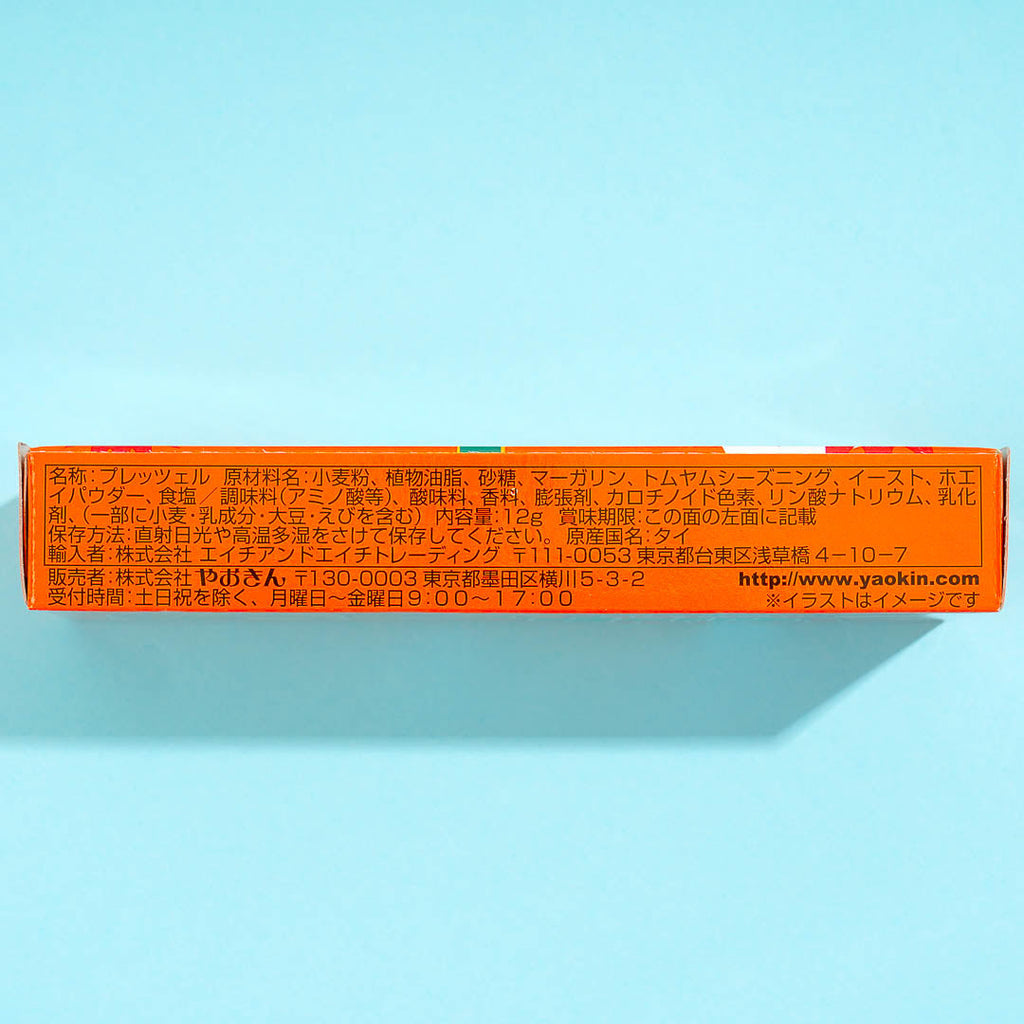 名称：プレッツェル 原材料名：小麦粉、植物油脂、砂糖、マーガリン、トムヤムシーズニング、イースト、ホエ
イパウダー、食塩／調味料（アミノ酸等）、酸味料、香料、膨張剤、カロチノイド色素、リン酸ナトリウム、乳化
剤、（一部に小麦・乳成分・大豆・えびを含む） 内容量：12g 賞味期限：この面の左面に記載
保存方法：直射日光や高温多湿をさけて保存してください。 原産国名：タイ
輸入者：株式会社 エイチアンドエイチトレーディング 〒111-0053 東京都台東区浅草橋4－10－7
販売者：株式会社 やおきん 〒130-0003 東京都墨田区横川5-3-2 http://www.yaokin.com
受付時間：土日祝を除く、月曜日～金曜日9：00～17：00 ※イラストはイメージです